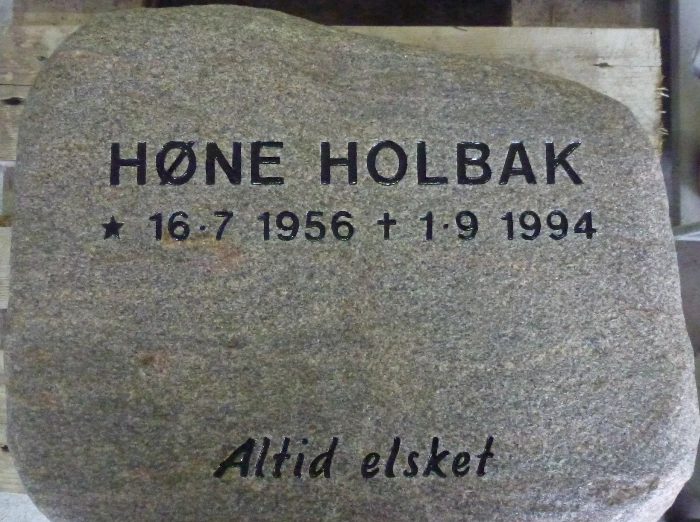 HØNE HOLBAK
★ 16·7 1956 ✝ 1·9 1994
Altid elsket